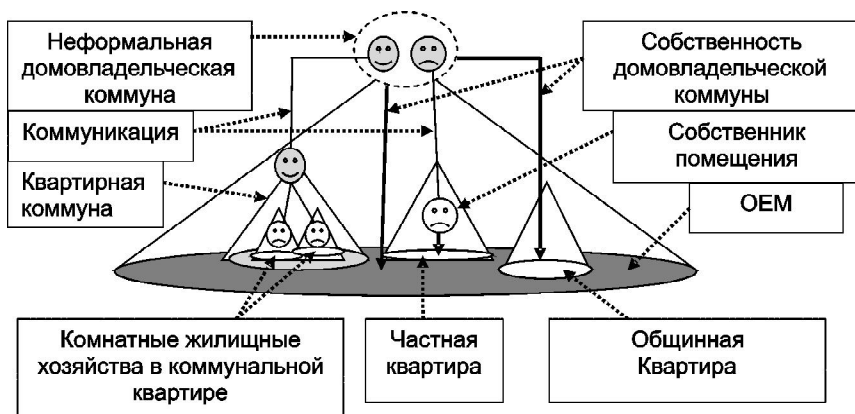 Неформальная
домовладельческая
коммуна
Коммуникация
Квартирная
коммуна
Собственность
домовладельческой
коммуны
Собственник
помещения
ОЕМ
Комнатные жилищные
хозяйства в коммунальной
квартире
Частная
квартира
Общинная
Квартира